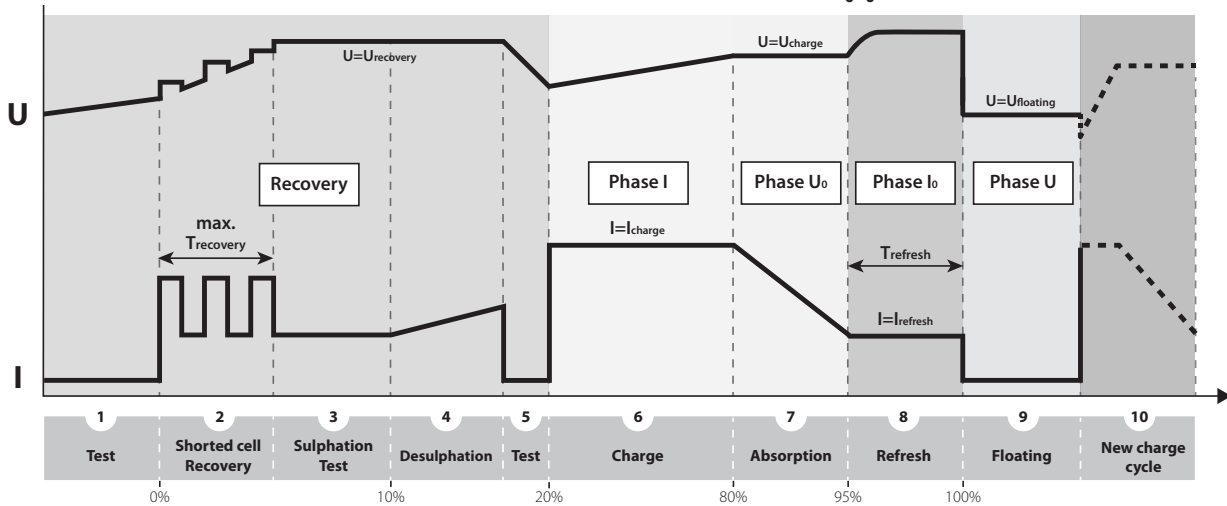 U=Urecovery
U=Ucharge
U
U=Ufloating
Recovery
Phase I
Phase U0
Phase I0
Phase U
max.
Trecovery
I=Icharge
Trefresh
I=Irefresh
I
1
2
3
4
5
6
7
8
9
10
Test
Shorted cell
Recovery
Sulphation
Test
Desulphation
Test
Charge
Absorption
Refresh
Floating
New charge
cycle
0%
10%
20%
80%
95%
100%